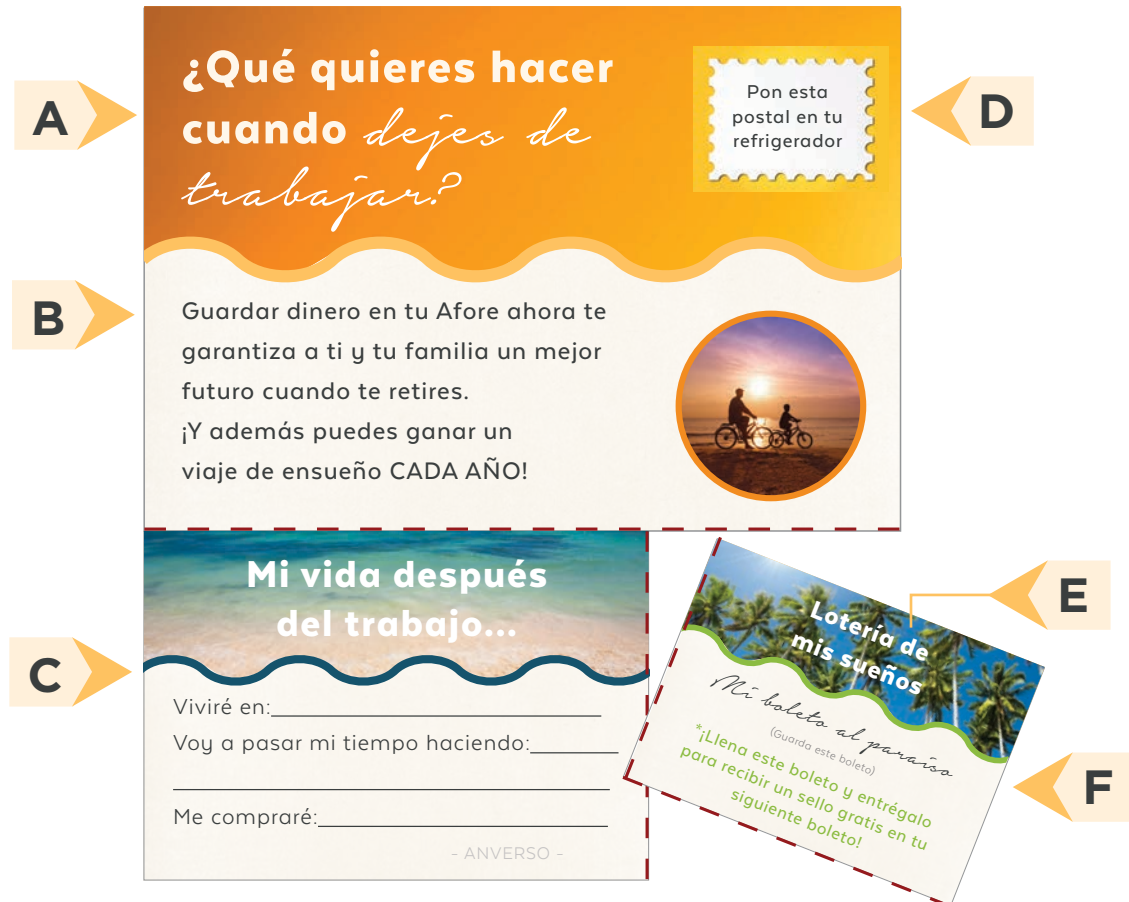 A
¿Qué quieres hacer
cuando dejes de
trabajar?
Pon esta
postal en tu
refrigerador
D
B
Guardar dinero en tu Afore ahora te
garantiza a ti y tu familia un mejor
futuro cuando te retires.
¡Y además puedes ganar un
viaje de ensueño CADA AÑO!
C
Mi vida después
del trabajo...
Viviré en:
Voy a pasar mi tiempo haciendo:
Me compraré:
- ANVERSO -
E
Lotería de
mis sueños
Mi boleto al paraíso
(Guarda este boleto)
*¡Llena este boleto y entrégalo
para recibir un sello gratis en tu
siguiente boleto!
F